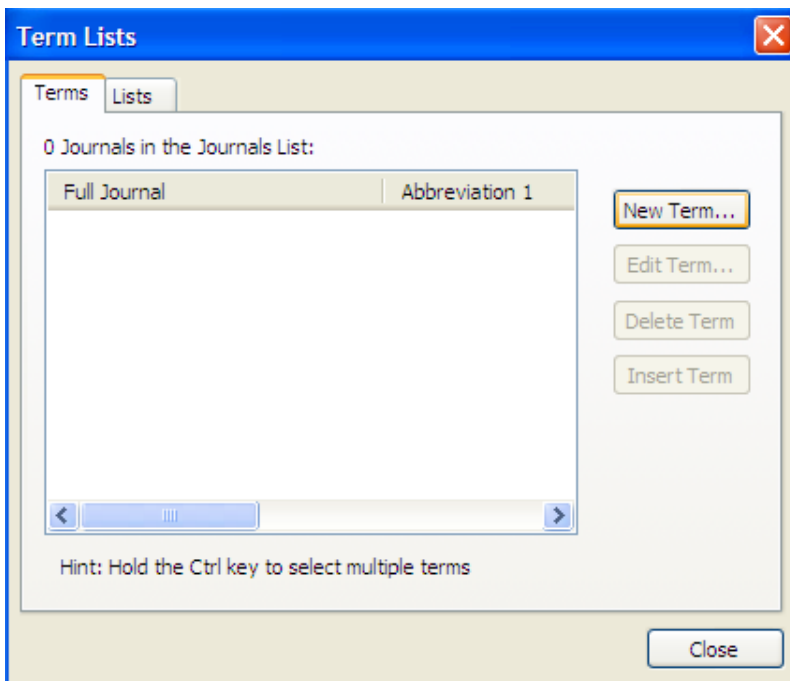 Term Lists
Terms Lists
0 Journals in the Journals List:
Full Journal Abbreviation 1
New Term...
Edit Term...
Delete Term
Insert Term
Hint: Hold the Ctrl key to select multiple terms
Close